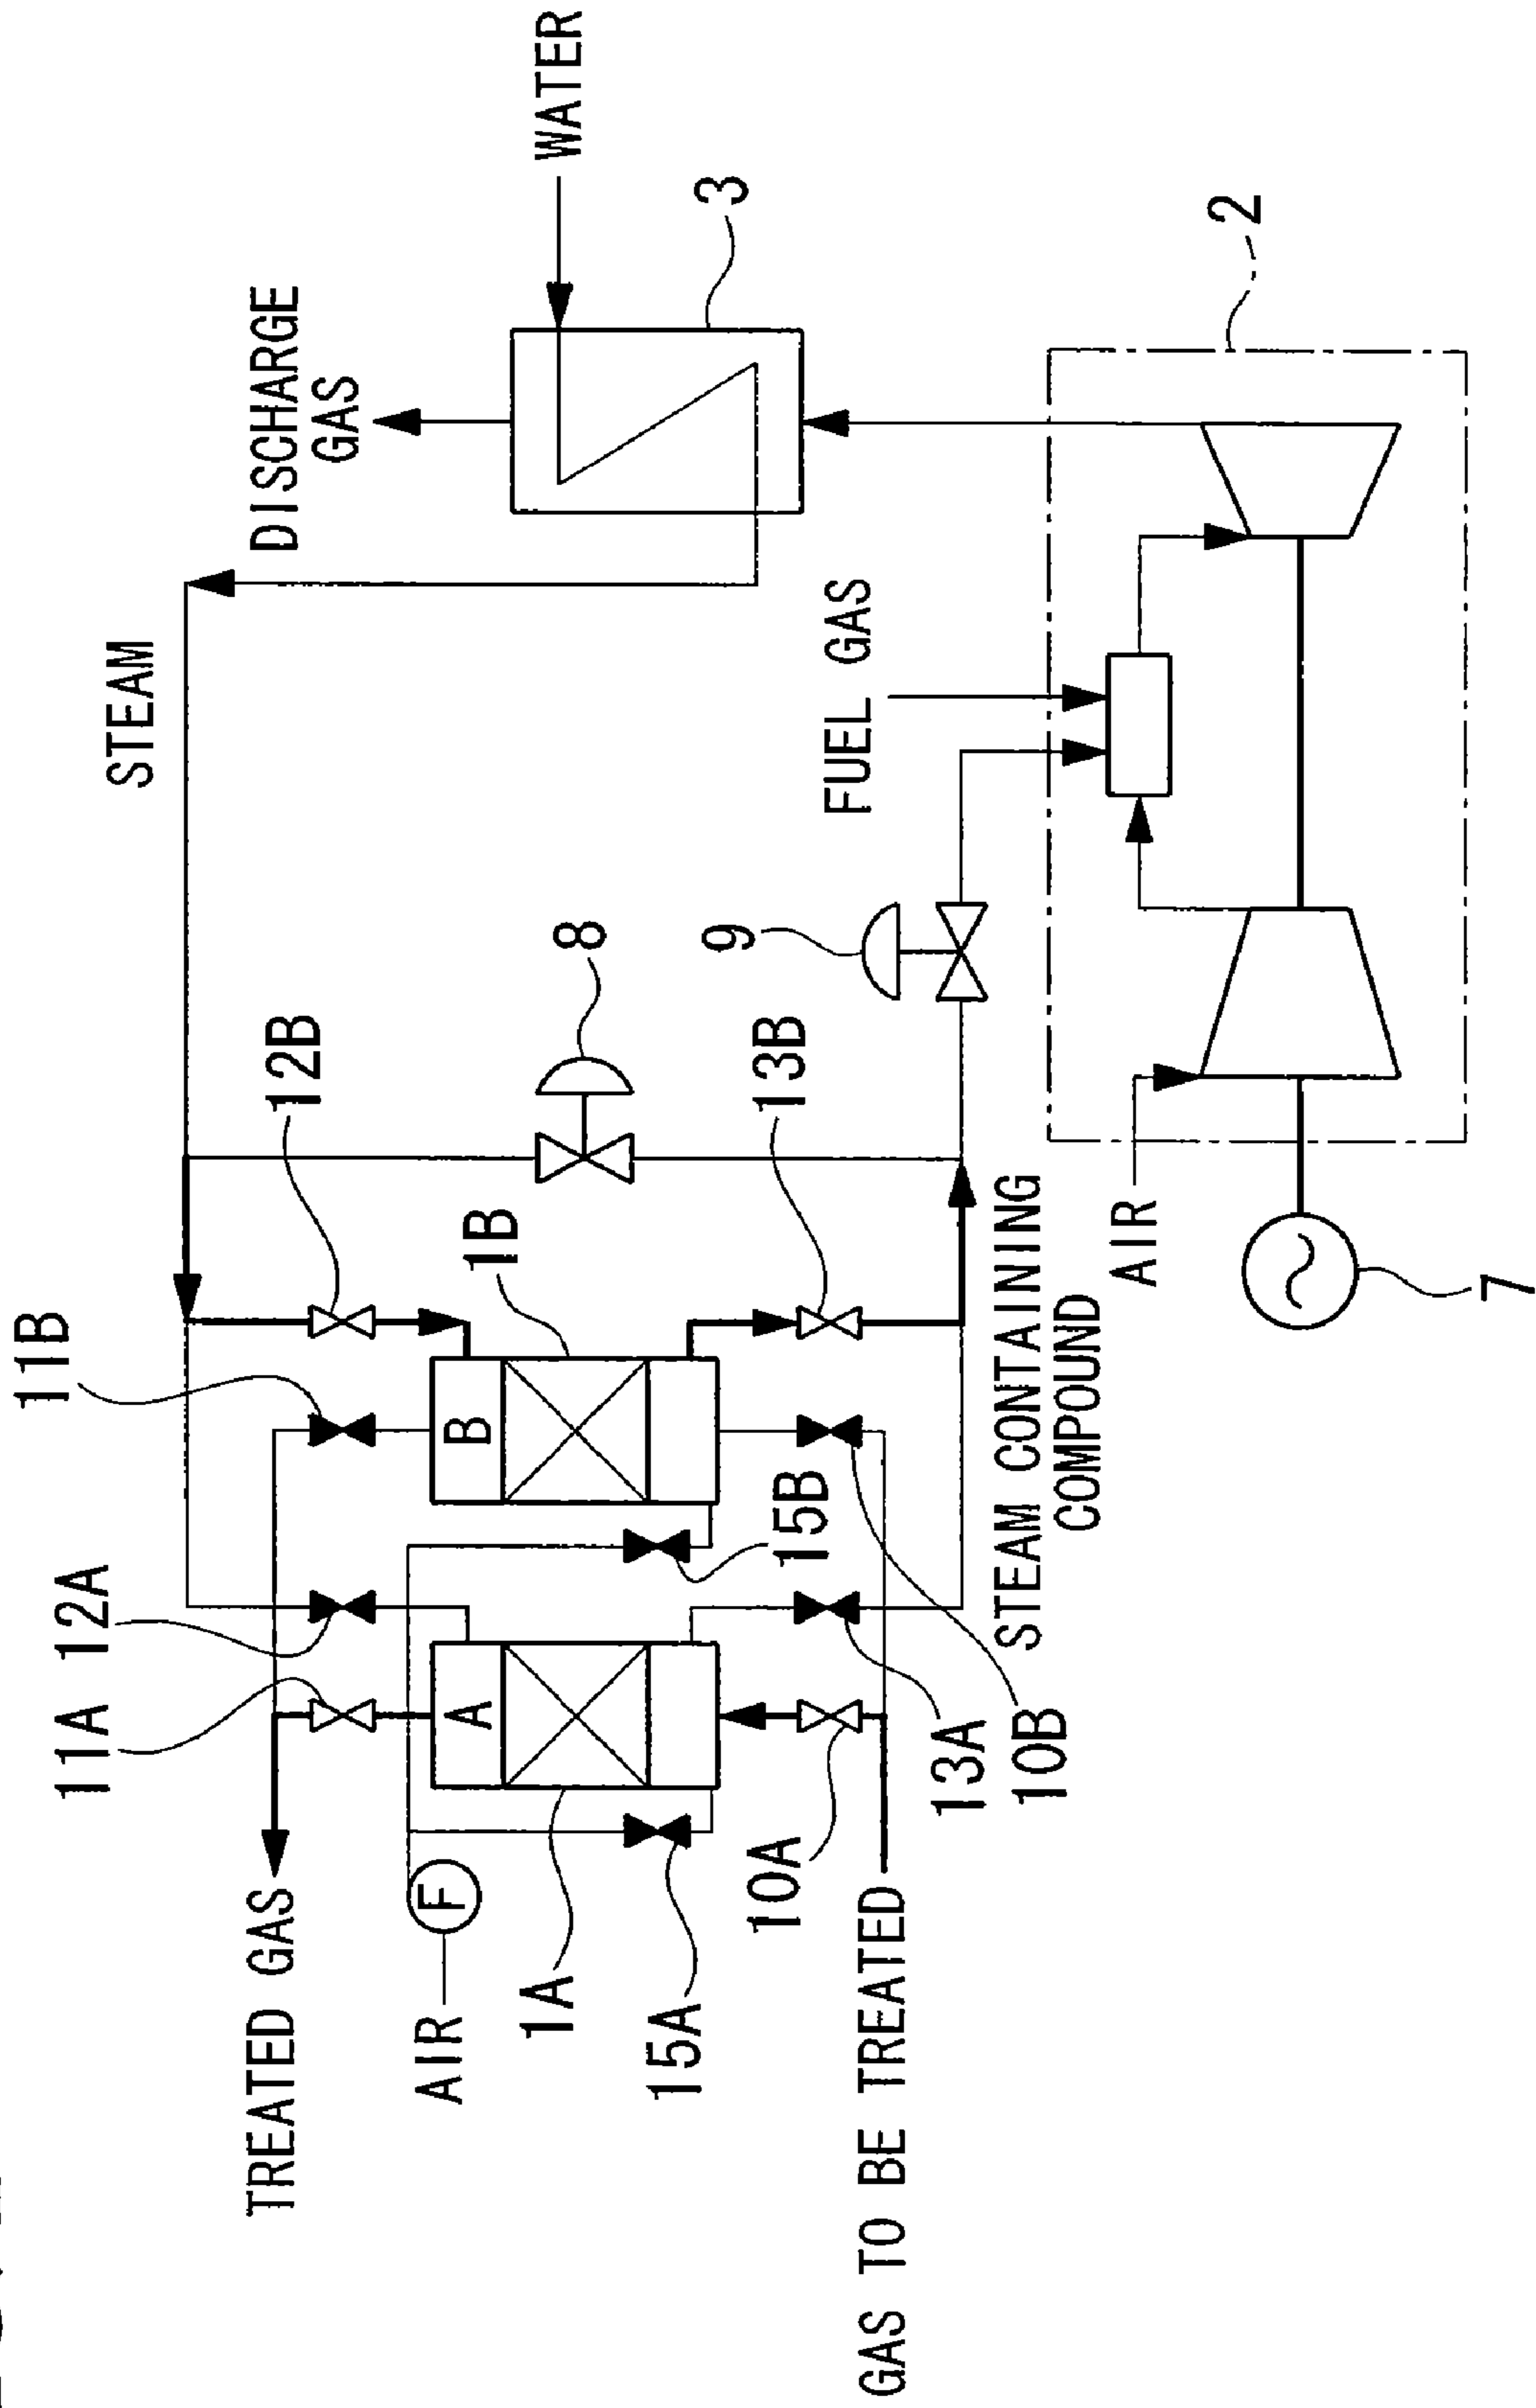 STEAM
DISCHARGE
GAS
WATER
3
TREATED GAS
11A
12A
11B
12B
8
AIR
F
A
B
1A
1B
15A
15B
9
FUEL GAS
2
10A
13A
10B
13B
GAS TO BE TREATED
STEAM CONTAINING
COMPOUND
AIR
7